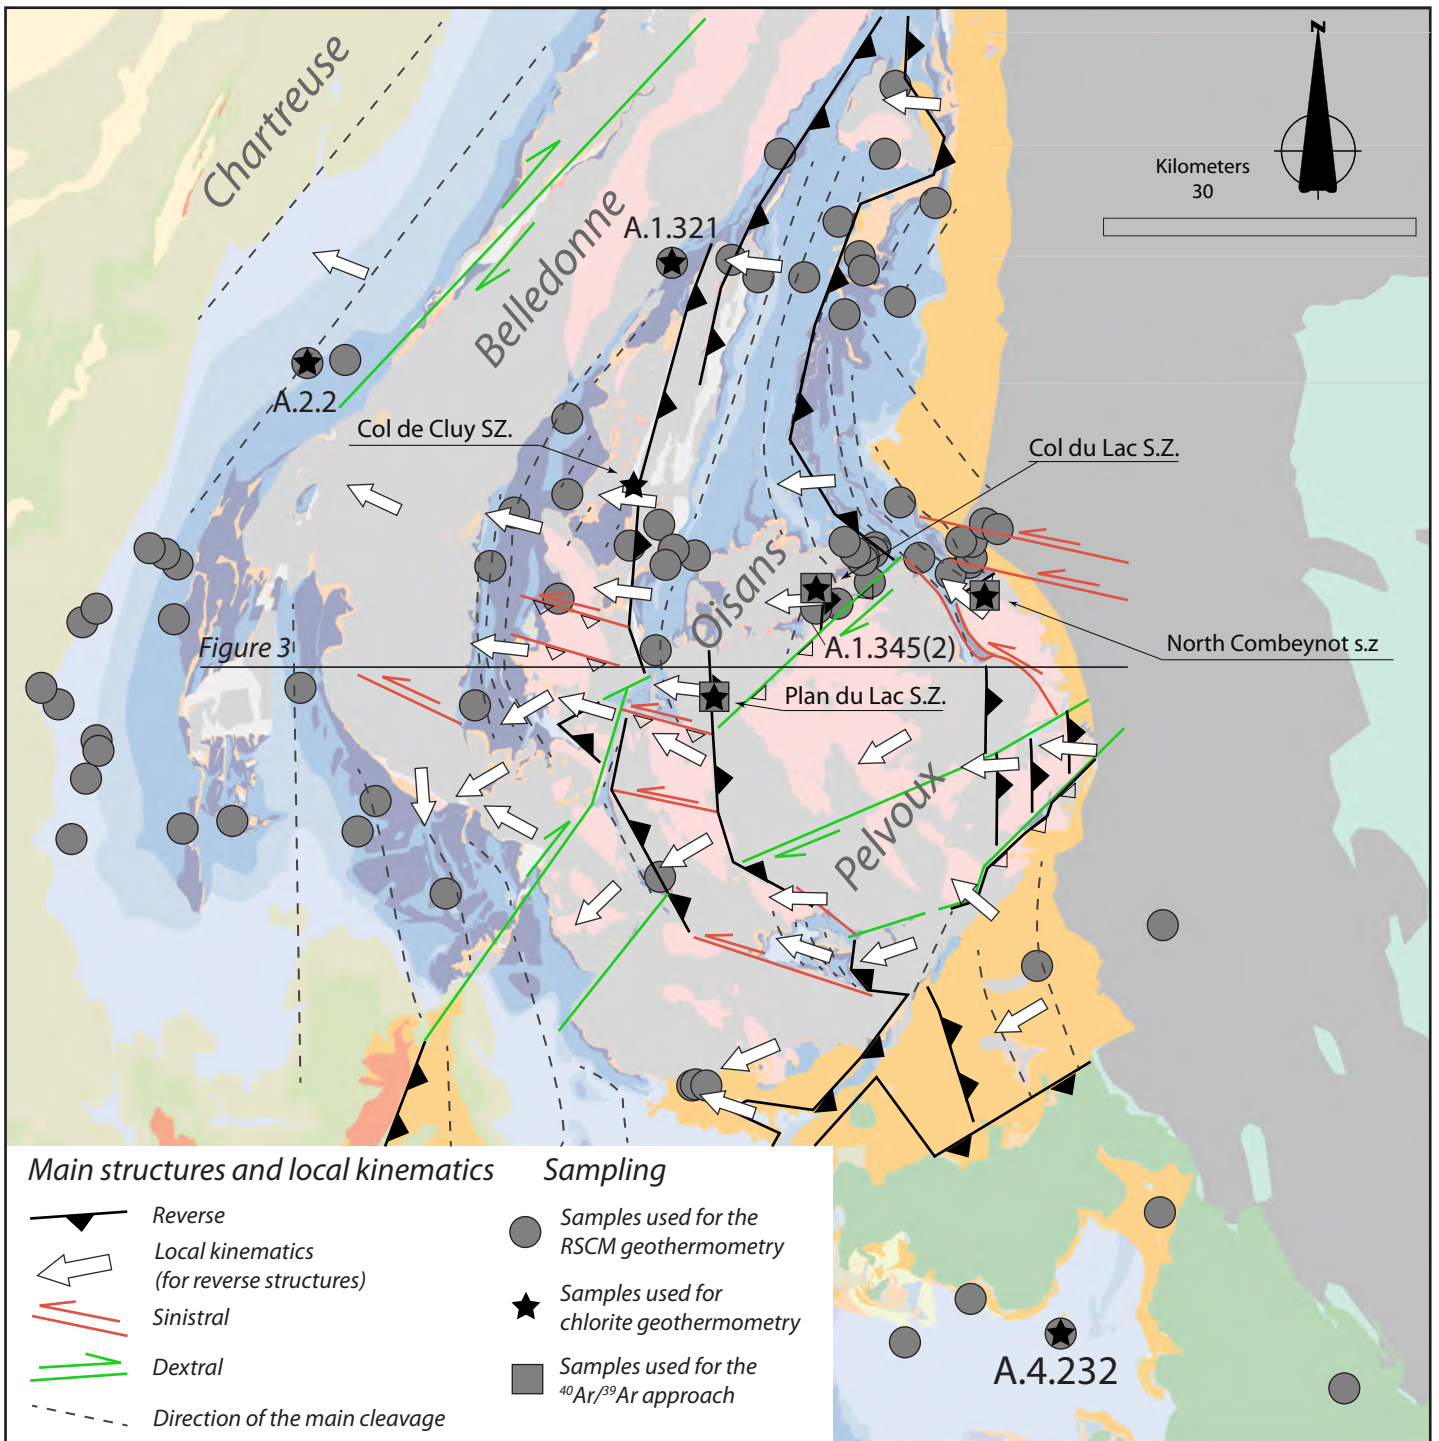 Chartreuse
N
Kilometers
30
A.1.321
Belledonne
A.2.2
Col de Cluy SZ.
Col du Lac S.Z.
Oisans
Figure 3
A.1.345(2)
North Combeynot s.z
Plan du Lac S.Z.
Pelvoux
Main structures and local kinematics
Reverse
Local kinematics
(for reverse structures)
Sinistral
Dextral
Direction of the main cleavage
Sampling
Samples used for the
RSCM geothermometry
Samples used for
chlorite geothermometry
Samples used for the
⁴⁰Ar/³⁹Ar approach
A.4.232